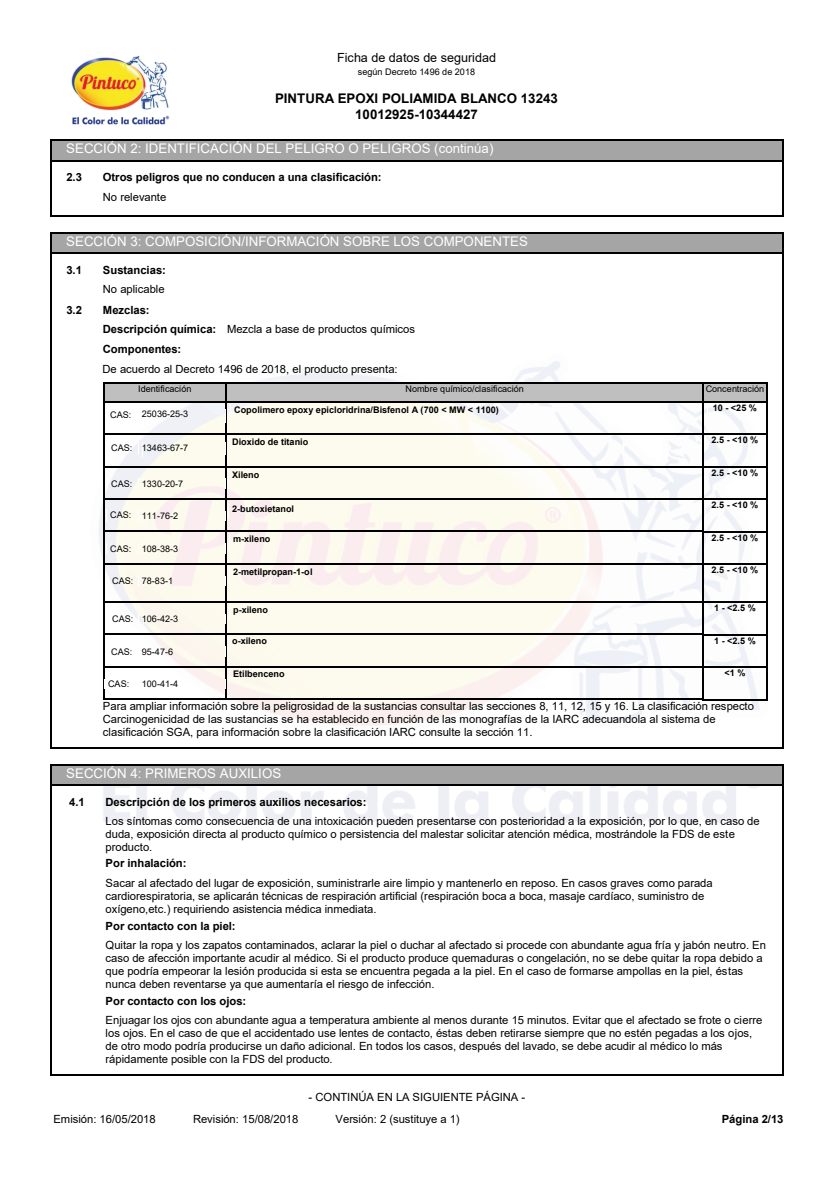 Ficha de datos de seguridad
según Decreto 1496 de 2018
Pintuco®
El Color de la Calidad®
PINTURA EPOXI POLIAMIDA BLANCO 13243
10012925-10344427
SECCIÓN 2: IDENTIFICACIÓN DEL PELIGRO O PELIGROS (continúa)
2.3 Otros peligros que no conducen a una clasificación:
No relevante
SECCIÓN 3: COMPOSICIÓN/INFORMACIÓN SOBRE LOS COMPONENTES
3.1 Sustancias:
No aplicable
3.2 Mezclas:
Descripción química: Mezcla a base de productos químicos
Componentes:
De acuerdo al Decreto 1496 de 2018, el producto presenta:
Identificación Nombre químico/clasificación Concentración
CAS: 25036-25-3 Copolimero epoxy epicloridrina/Bisfenol A (700 < MW < 1100) 10 - <25 %
CAS: 13463-67-7 Dioxido de titanio 2.5 - <10 %
CAS: 1330-20-7 Xileno 2.5 - <10 %
CAS: 111-76-2 2-butoxietanol 2.5 - <10 %
CAS: 108-38-3 m-xileno 2.5 - <10 %
CAS: 78-83-1 2-metilpropan-1-ol 2.5 - <10 %
CAS: 106-42-3 p-xileno 1 - <2.5 %
CAS: 95-47-6 o-xileno 1 - <2.5 %
CAS: 100-41-4 Etilbenceno <1 %
Pintuco®
Para ampliar información sobre la peligrosidad de la sustancias consultar las secciones 8, 11, 12, 15 y 16. La clasificación respecto
Carcinogenicidad de las sustancias se ha establecido en función de las monografías de la IARC adecuandola al sistema de
clasificación SGA, para información sobre la clasificación IARC consulte la sección 11.
SECCIÓN 4: PRIMEROS AUXILIOS
El Color de la Calidad
4.1 Descripción de los primeros auxilios necesarios:
Los síntomas como consecuencia de una intoxicación pueden presentarse con posterioridad a la exposición, por lo que, en caso de
duda, exposición directa al producto químico o persistencia del malestar solicitar atención médica, mostrándole la FDS de este
producto.
Por inhalación:
Sacar al afectado del lugar de exposición, suministrarle aire limpio y mantenerlo en reposo. En casos graves como parada
cardiorespiratoria, se aplicarán técnicas de respiración artificial (respiración boca a boca, masaje cardíaco, suministro de
oxígeno,etc.) requiriendo asistencia médica inmediata.
Por contacto con la piel:
Quitar la ropa y los zapatos contaminados, aclarar la piel o duchar al afectado si procede con abundante agua fría y jabón neutro. En
caso de afección importante acudir al médico. Si el producto produce quemaduras o congelación, no se debe quitar la ropa debido a
que podría empeorar la lesión producida si esta se encuentra pegada a la piel. En el caso de formarse ampollas en la piel, éstas
nunca deben reventarse ya que aumentaría el riesgo de infección.
Por contacto con los ojos:
Enjuagar los ojos con abundante agua a temperatura ambiente al menos durante 15 minutos. Evitar que el afectado se frote o cierre
los ojos. En el caso de que el accidentado use lentes de contacto, éstas deben retirarse siempre que no estén pegadas a los ojos,
de otro modo podría producirse un daño adicional. En todos los casos, después del lavado, se debe acudir al médico lo más
rápidamente posible con la FDS del producto.
- CONTINÚA EN LA SIGUIENTE PÁGINA -
Emisión: 16/05/2018 Revisión: 15/08/2018 Versión: 2 (sustituye a 1) Página 2/13